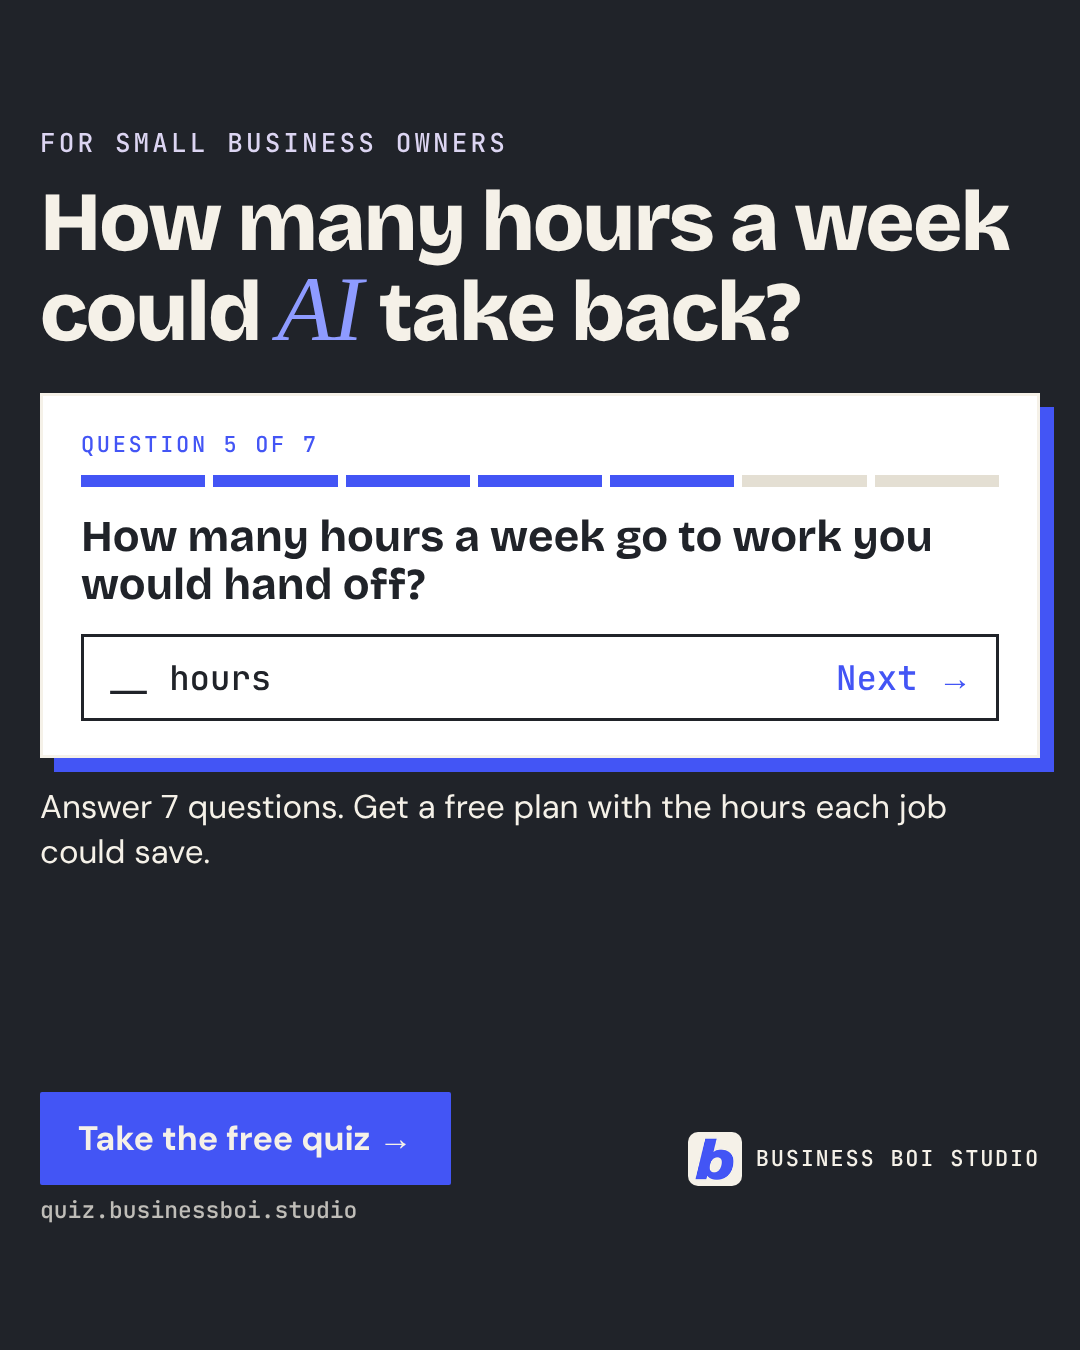 FOR SMALL BUSINESS OWNERS
How many hours a week
could AI take back?
QUESTION 5 OF 7
How many hours a week go to work you
would hand off?
__ hours Next →
Answer 7 questions. Get a free plan with the hours each job
could save.
Take the free quiz →
b BUSINESS BOI STUDIO
quiz.businessboi.studio